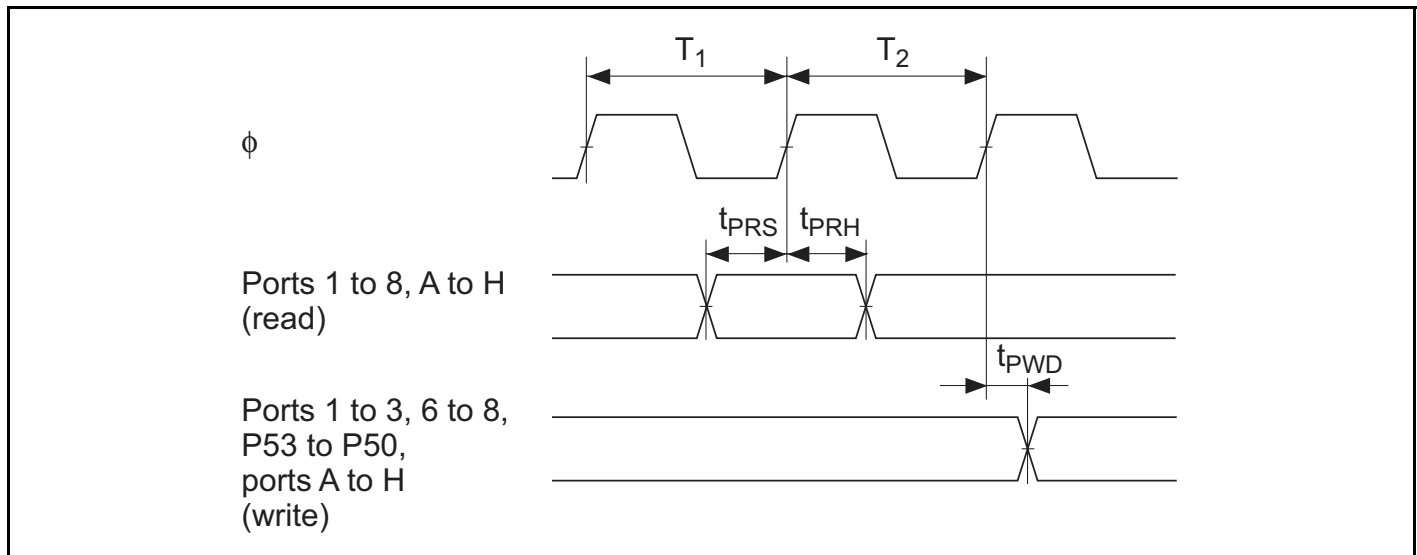 T1 T2
ϕ
tPRS tPRH
Ports 1 to 8, A to H
(read)
tPWD
Ports 1 to 3, 6 to 8,
P53 to P50,
ports A to H
(write)